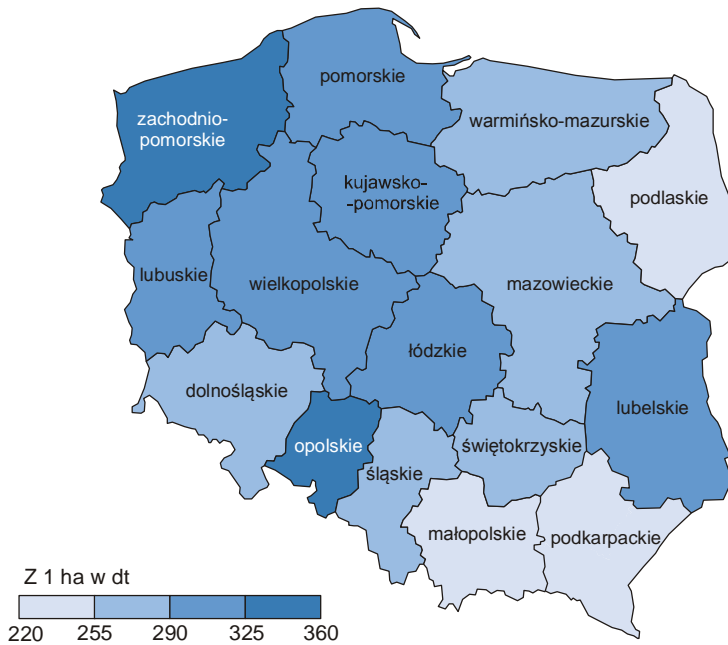 pomorskie
zachodnio-
pomorskie
warmińsko-mazurskie
kujawsko-
-pomorskie
podlaskie
lubuskie
wielkopolskie
mazowieckie
łódzkie
dolnośląskie
lubelskie
opolskie
śląskie
świętokrzyskie
małopolskie
podkarpackie
Z 1 ha w dt
220 255 290 325 360